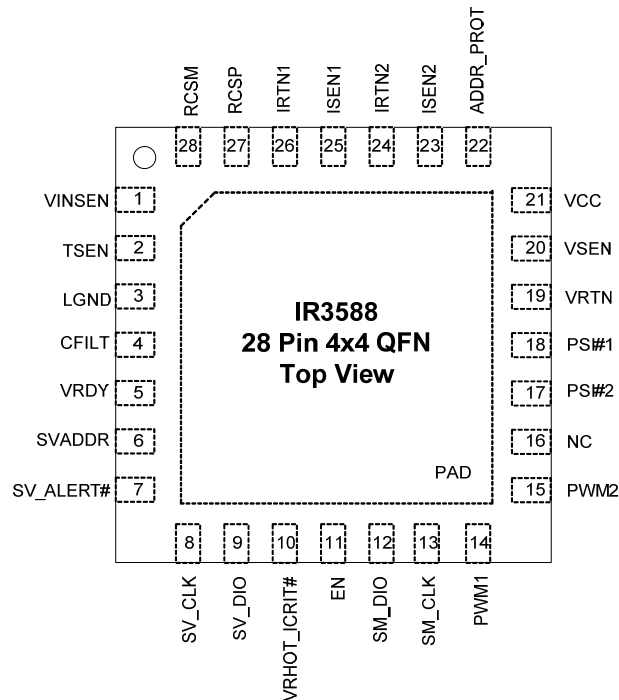 RCSM
RCSP
IRTN1
ISEN1
IRTN2
ISEN2
ADDR_PROT
28
27
26
25
24
23
22
VINSEN 1
TSEN 2
LGND 3
CFILT 4
VRDY 5
SVADDR 6
SV_ALERT# 7
21 VCC
20 VSEN
19 VRTN
18 PSI#1
17 PSI#2
16 NC
15 PWM2
IR3588
28 Pin 4x4 QFN
Top View
PAD
8
9
10
11
12
13
14
SV_CLK
SV_DIO
VRHOT_ICRIT#
EN
SM_DIO
SM_CLK
PWM1